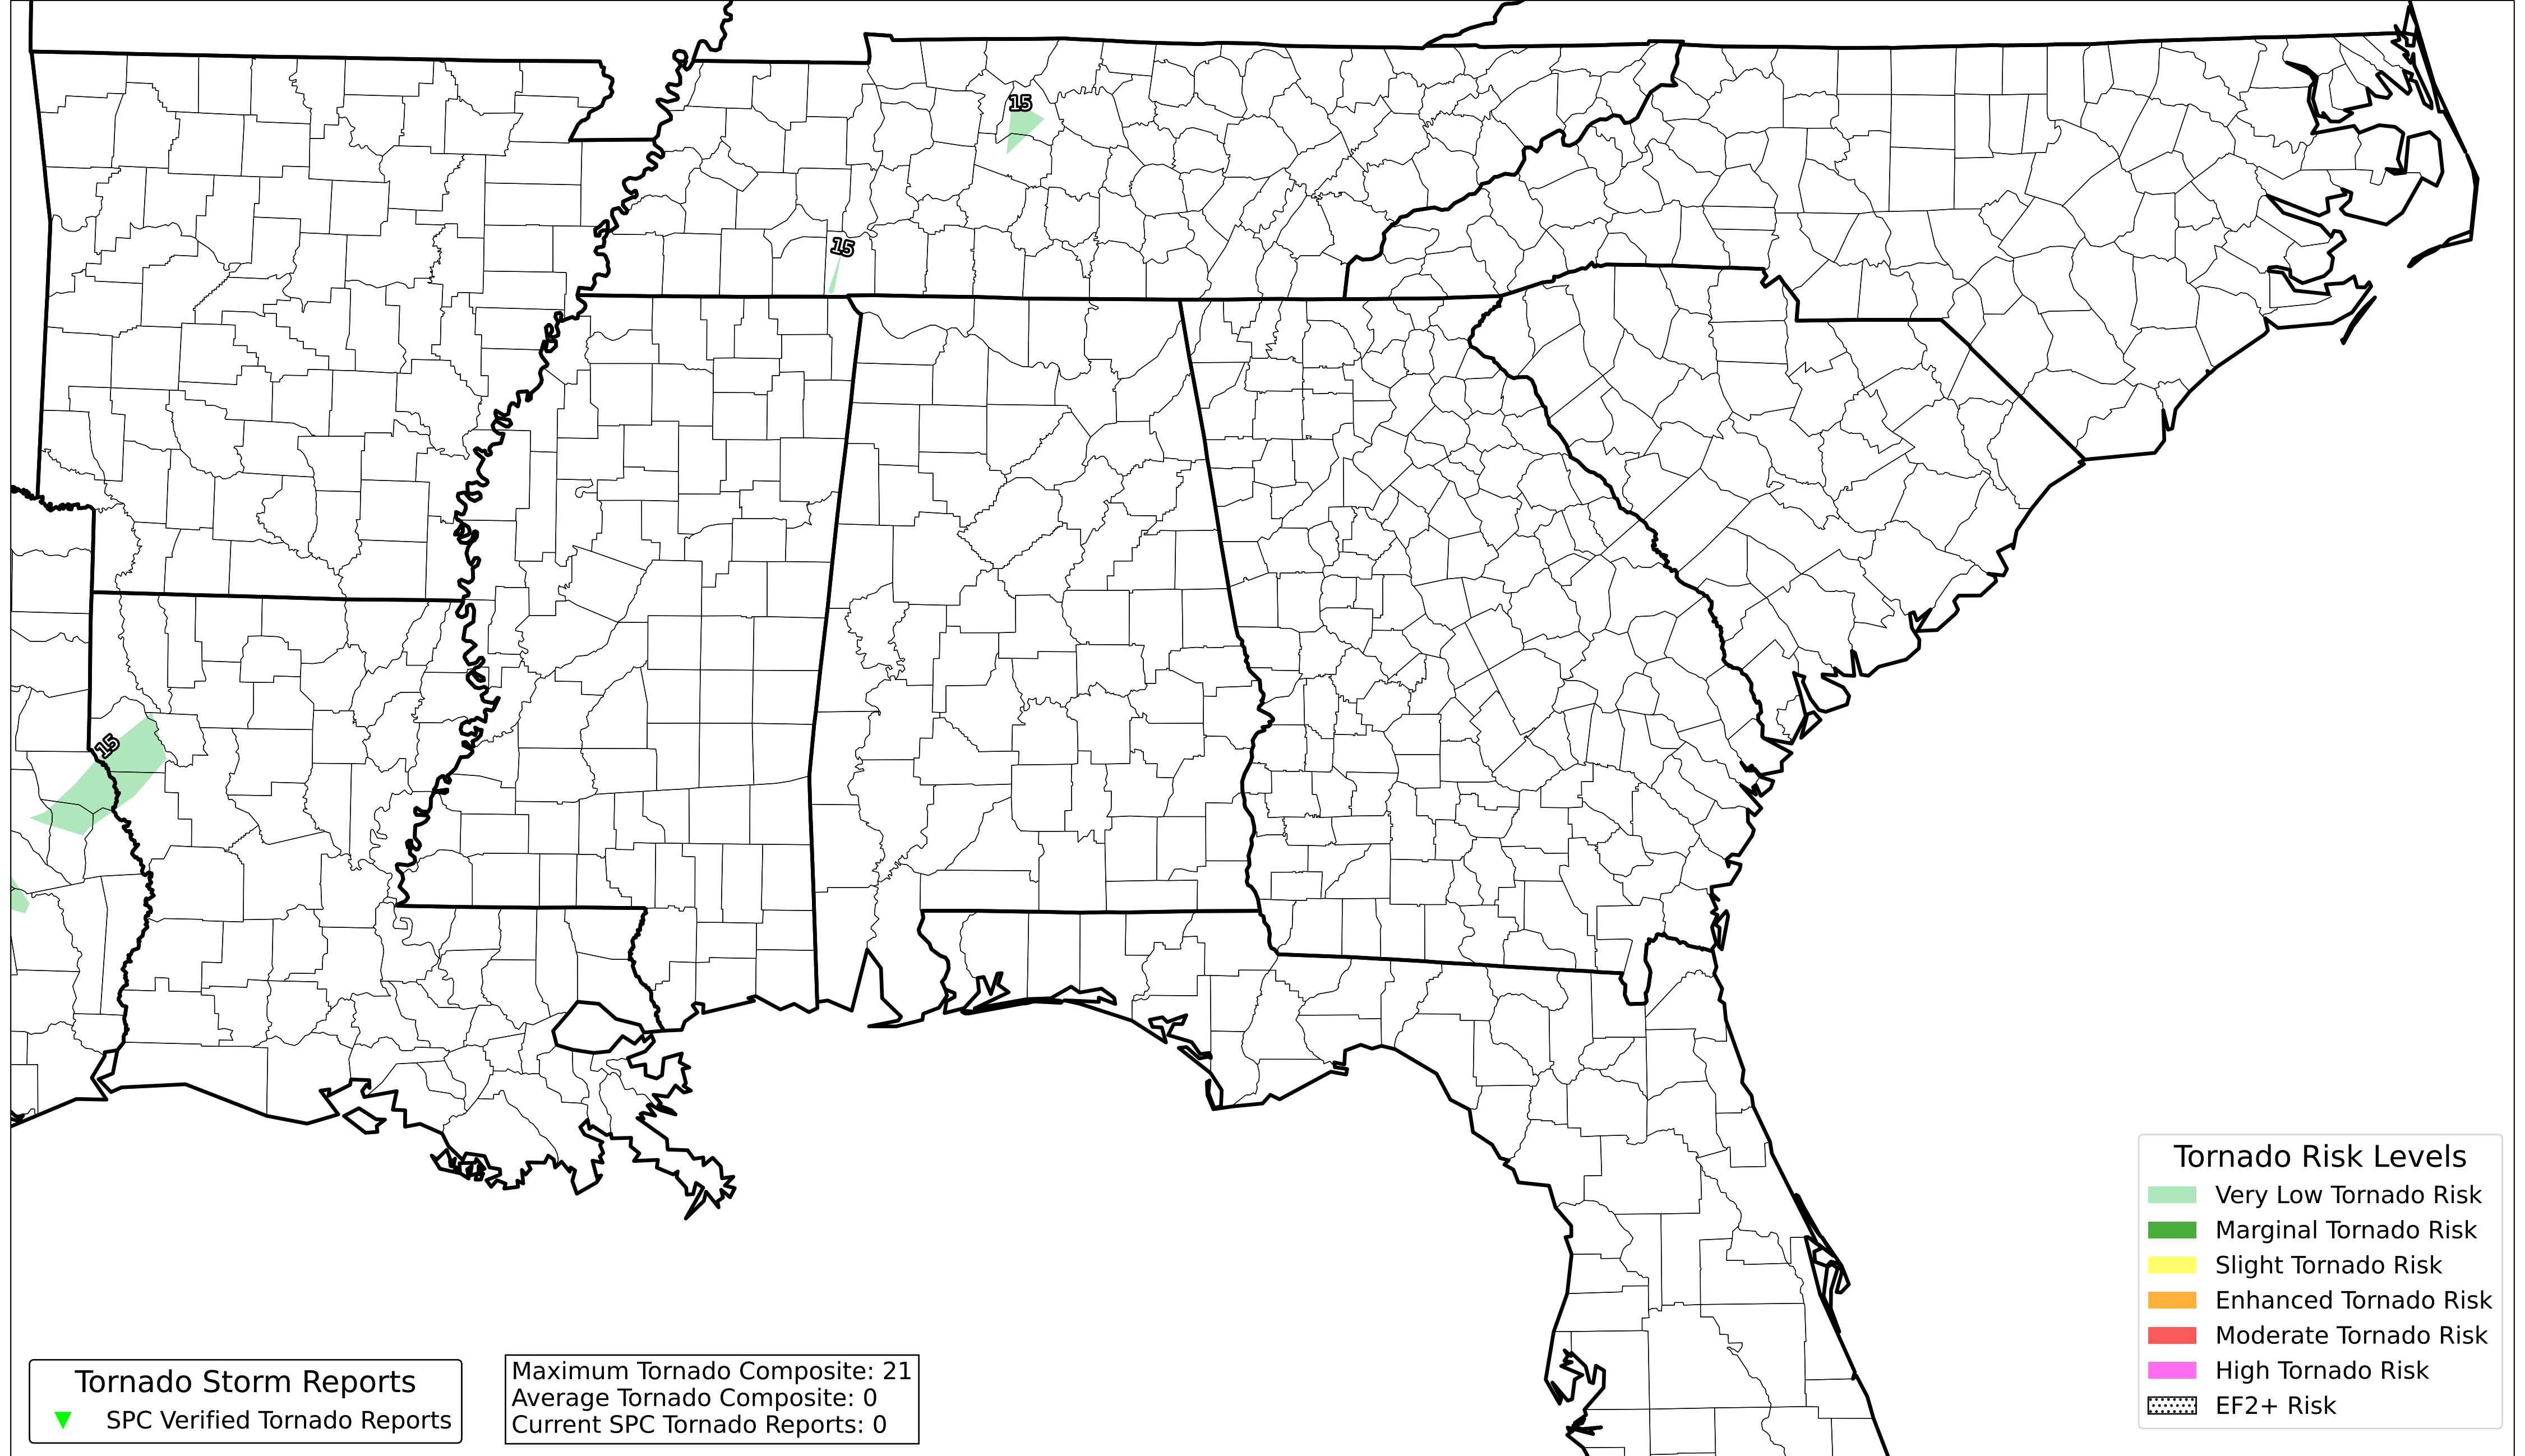 15
15
15
Tornado Risk Levels
Very Low Tornado Risk
Marginal Tornado Risk
Slight Tornado Risk
Enhanced Tornado Risk
Moderate Tornado Risk
High Tornado Risk
EF2+ Risk
Tornado Storm Reports
SPC Verified Tornado Reports
Maximum Tornado Composite: 21
Average Tornado Composite: 0
Current SPC Tornado Reports: 0